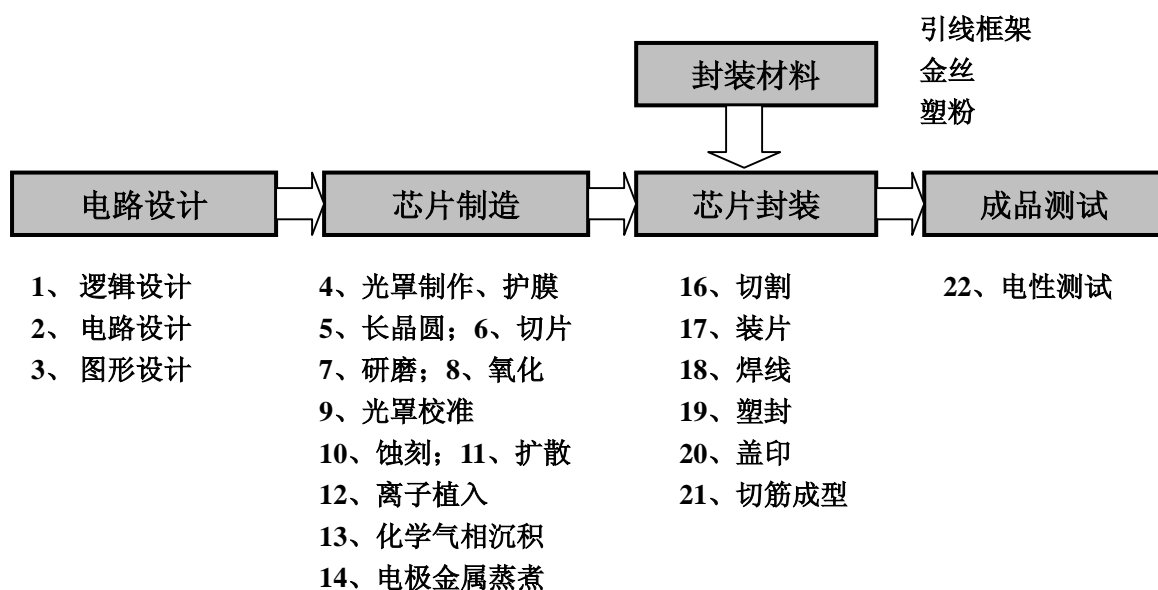 引线框架
金丝
塑粉
封装材料
电路设计
芯片制造
芯片封装
成品测试
1、 逻辑设计
2、 电路设计
3、 图形设计
4、光罩制作、护膜
5、长晶圆；6、切片
7、研磨；8、氧化
9、光罩校准
10、蚀刻；11、扩散
12、离子植入
13、化学气相沉积
14、电极金属蒸煮
16、切割
17、装片
18、焊线
19、塑封
20、盖印
21、切筋成型
22、电性测试